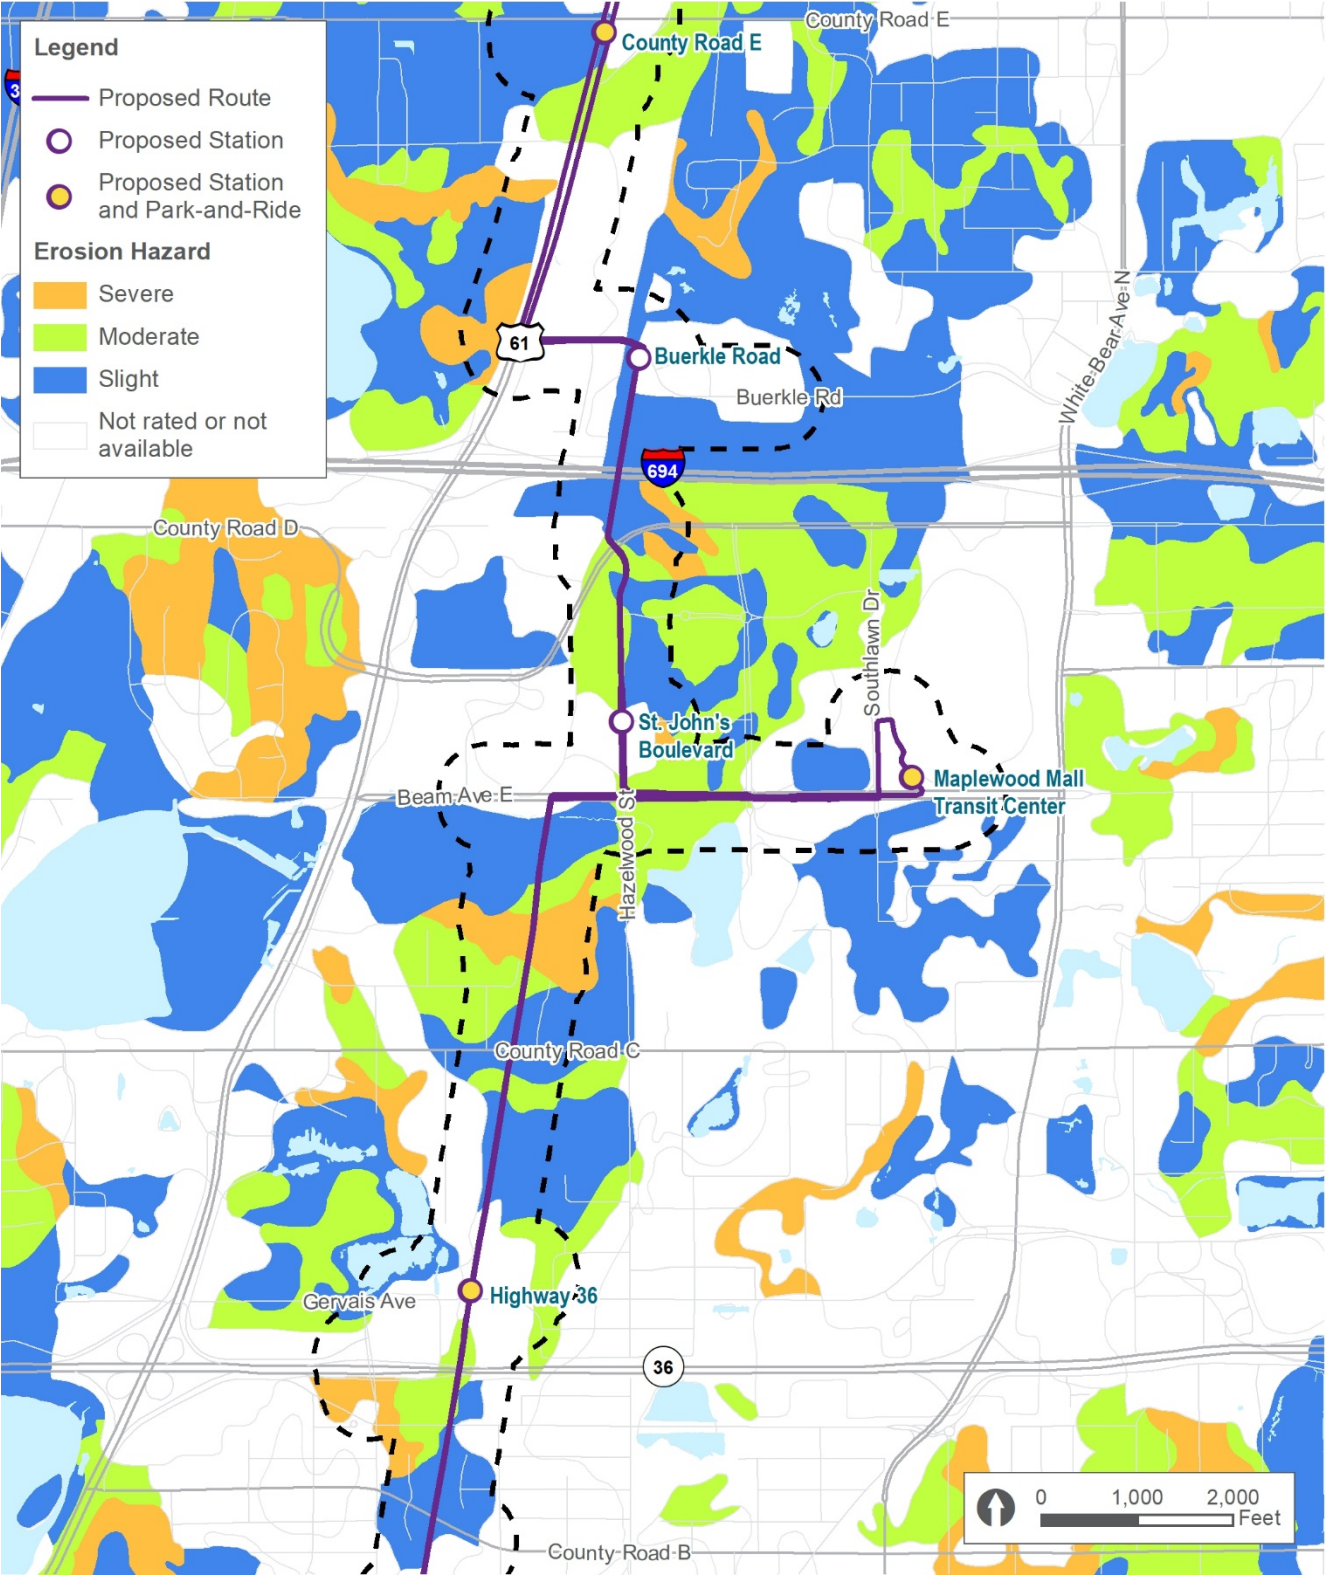 County Road E
Legend
County Road E
3
Proposed Route
Proposed Station
Proposed Station
and Park-and-Ride
Erosion Hazard
Severe
Moderate
Slight
Not rated or not
available
61
Buerkle Road
Buerkle Rd
White-Bear-Ave-N
694
County Road D
Southlawn Dr
St. John's
Boulevard
Maplewood Mall
Transit Center
Beam Ave E
Hazelwood St
County Road C
Highway 36
Gervais Ave
36
0 1,000 2,000
Feet
County Road B